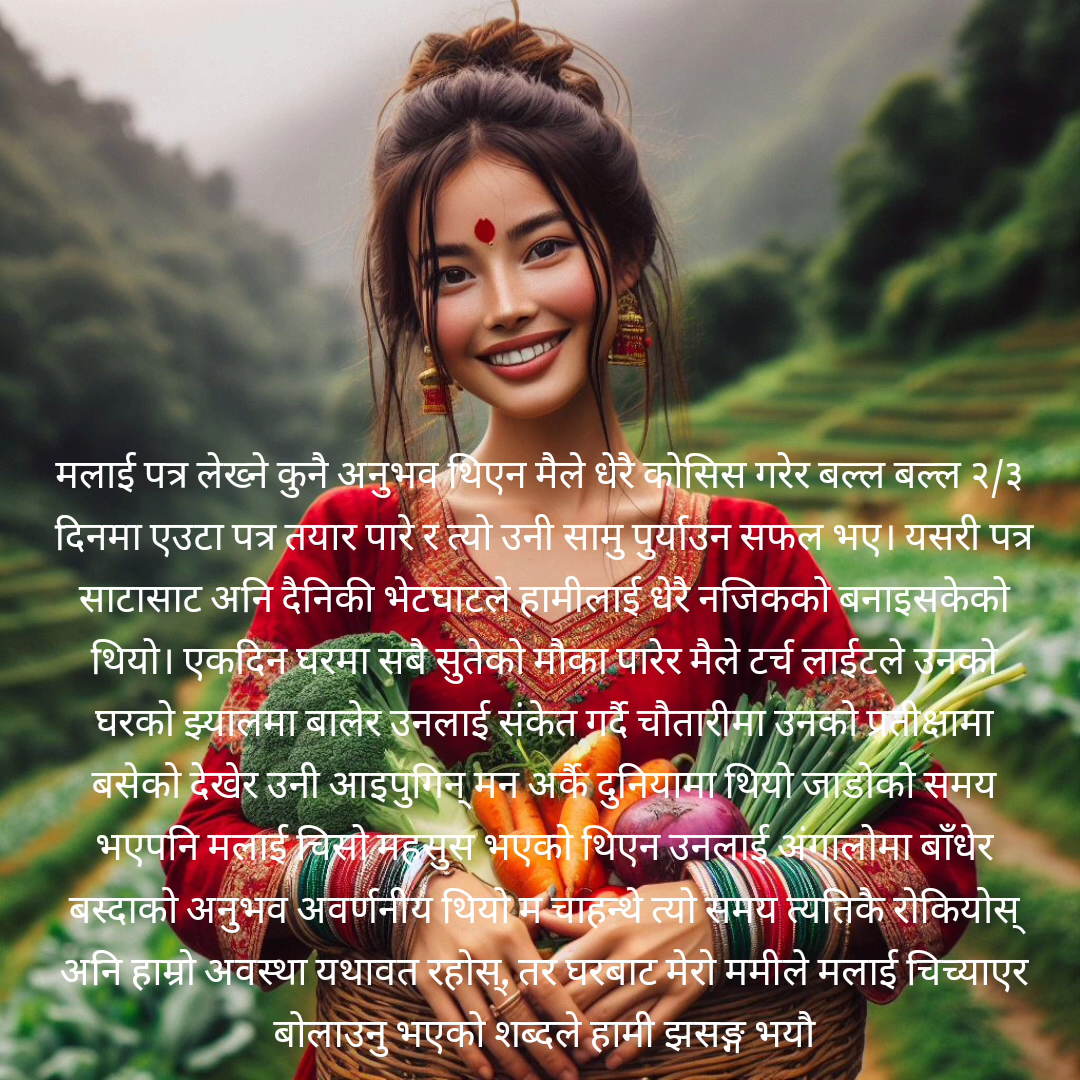 मलाई पत्र लेख्ने कुनै अनुभव थिएन मैले धेरै कोसिस गरेर बल्ल बल्ल २/३
दिनमा एउटा पत्र तयार पारे र त्यो उनी सामु पुर्याउन सफल भए। यसरी पत्र
साटासाट अनि दैनिकी भेटघाटले हामीलाई धेरै नजिकको बनाइसकेको
थियो। एकदिन घरमा सबै सुतेको मौका पारेर मैले टर्च लाईटले उनको
घरको झ्यालमा बालेर उनलाई संकेत गर्दै चौतारीमा उनको प्रतीक्षामा
बसेको देखेर उनी आइपुगिन् मन अर्कै दुनियामा थियो जाडोको समय
भएपनि मलाई चिसो महसुस भएको थिएन उनलाई अंगालोमा बाँधेर
बस्दाको अनुभव अवर्णनीय थियो म चाहन्थे त्यो समय त्यतिकै रोकियोस्
अनि हाम्रो अवस्था यथावत रहोस्, तर घरबाट मेरो ममीले मलाई चिच्याएर
बोलाउनु भएको शब्दले हामी झसङ्ग भयौ